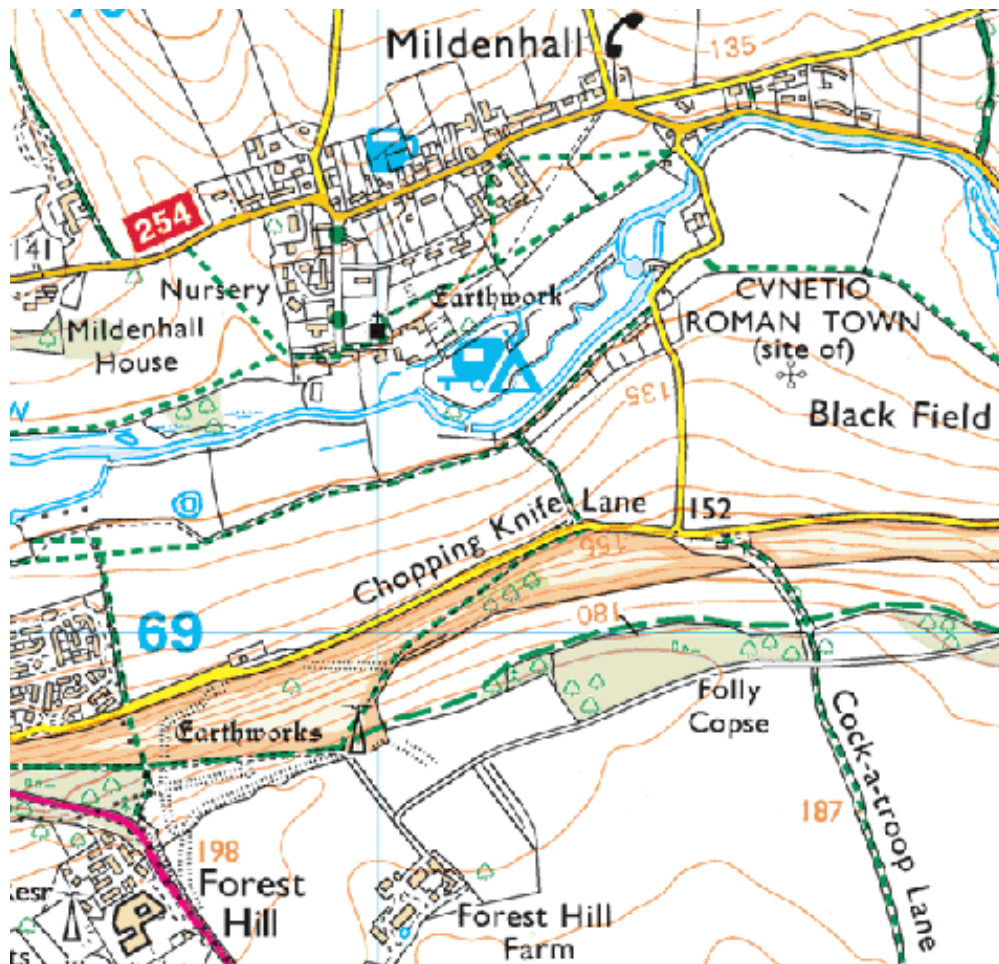 Mildenhall
135
254
141
Nursery
Mildenhall
House
Earthwork
CVNETIO
ROMAN TOWN
(site of)
135
Black Field
W
Chopping Knife Lane
152
155
180
69
Folly
Copse
Earthworks
Cock-a-troop Lane
187
198
Forest
Hill
Forest Hill
Farm